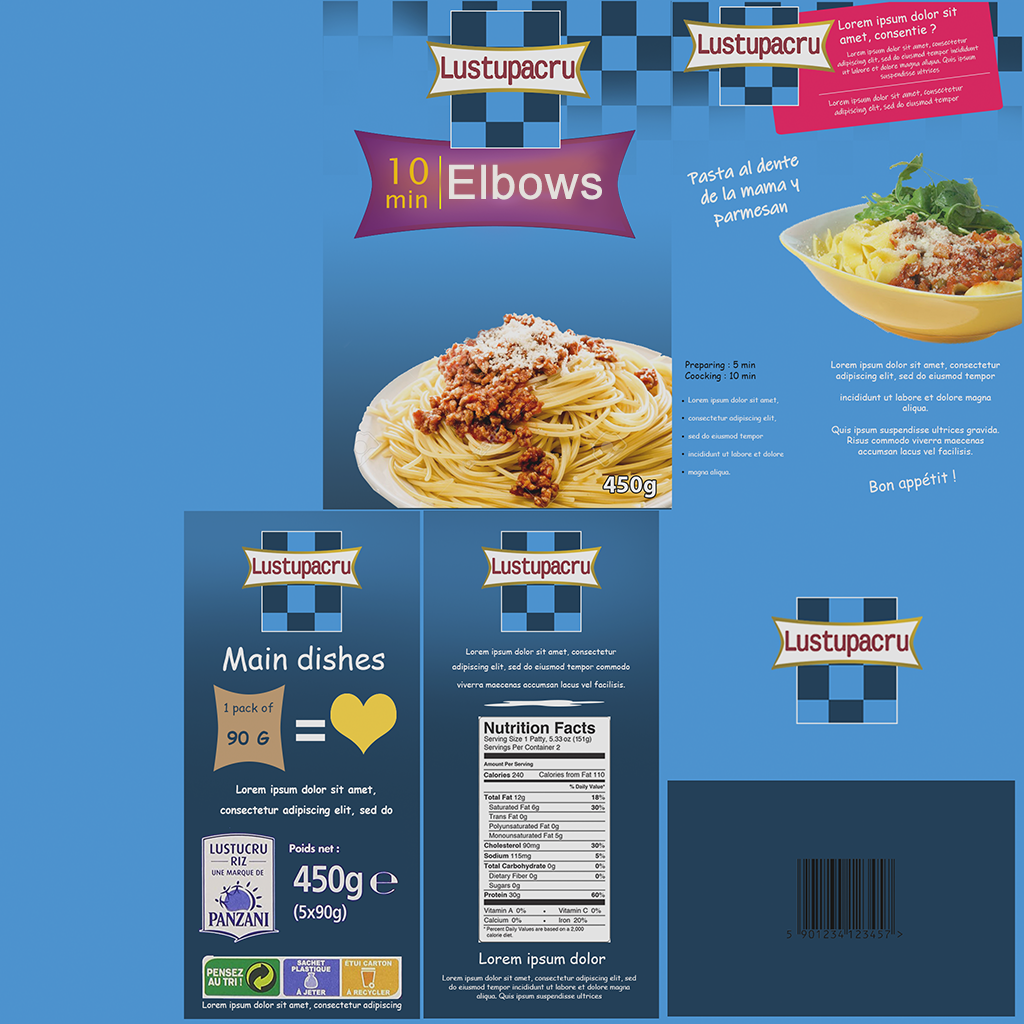 Lustupacru
10
min
Elbows
450g
Lustupacru
Lorem ipsum dolor sit
amet, consentie ?
Lorem ipsum dolor sit amet, consectetur
adipiscing elit, sed do eiusmod tempor incididunt
ut labore et dolore magna aliqua. Quis ipsum
suspendisse ultrices
Lorem ipsum dolor sit amet, consectetur
adipiscing elit, sed do eiusmod tempor
Pasta al dente
de la mama y
parmesan
Preparing : 5 min
Coocking : 10 min
• Lorem ipsum dolor sit amet,
• consectetur adipiscing elit,
• sed do eiusmod tempor
• incididunt ut labore et dolore
• magna aliqua.
Lorem ipsum dolor sit amet, consectetur
adipiscing elit, sed do eiusmod tempor
incididunt ut labore et dolore magna
aliqua.
Quis ipsum suspendisse ultrices gravida.
Risus commodo viverra maecenas
accumsan lacus vel facilisis.
Bon appétit !
Lustupacru
Main dishes
1 pack of
90 G
=
Lorem ipsum dolor sit amet,
consectetur adipiscing elit, sed do
LUSTUCRU
RIZ
UNE MARQUE DE
PANZANI
Poids net :
450g e
(5x90g)
PENSEZ
AU TRI !
SACHET
PLASTIQUE
À JETER
ETUI CARTON
À RECYCLER
Lorem ipsum dolor sit amet, consectetur adipiscing
Lustupacru
Lorem ipsum dolor sit amet, consectetur
adipiscing elit, sed do eiusmod tempor commodo
viverra maecenas accumsan lacus vel facilisis.
Nutrition Facts
Serving Size 1 Patty, 5.33 oz (151g)
Servings Per Container 2
Amount Per Serving
Calories 240 Calories from Fat 110
% Daily Value*
Total Fat 12g 18%
Saturated Fat 6g 30%
Trans Fat 0g
Polyunsaturated Fat 0g
Monounsaturated Fat 5g
Cholesterol 90mg 30%
Sodium 115mg 5%
Total Carbohydrate 0g 0%
Dietary Fiber 0g 0%
Sugars 0g
Protein 30g 60%
Vitamin A 0% • Vitamin C 0%
Calcium 0% • Iron 20%
* Percent Daily Values are based on a 2,000
calorie diet.
Lorem ipsum dolor
Lorem ipsum dolor sit amet, consectetur adipiscing elit, sed
do eiusmod tempor incididunt ut labore et dolore magna
aliqua. Quis ipsum suspendisse ultrices
Lustupacru
5 901234 123457 >